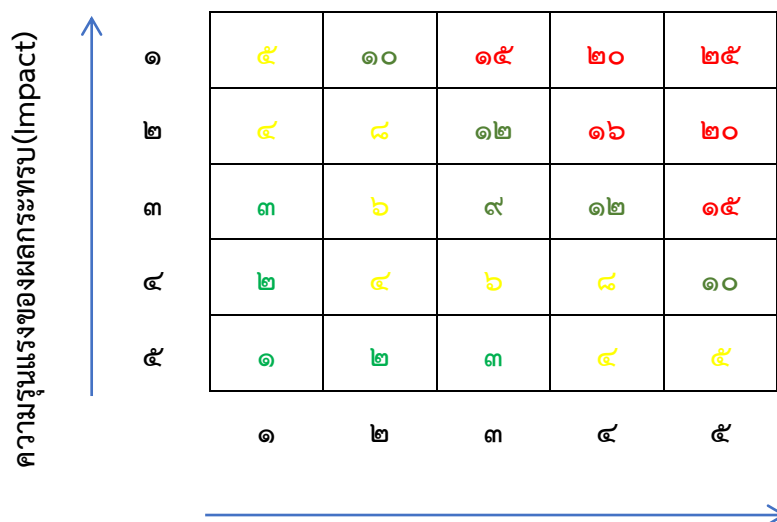 ความรุนแรงของผลกระทบ(Impact)
๑ ๕ ๑๐ ๑๕ ๒๐ ๒๕
๒ ๔ ๘ ๑๒ ๑๖ ๒๐
๓ ๓ ๖ ๙ ๑๒ ๑๕
๔ ๒ ๔ ๖ ๘ ๑๐
๕ ๑ ๒ ๓ ๔ ๕
๑ ๒ ๓ ๔ ๕